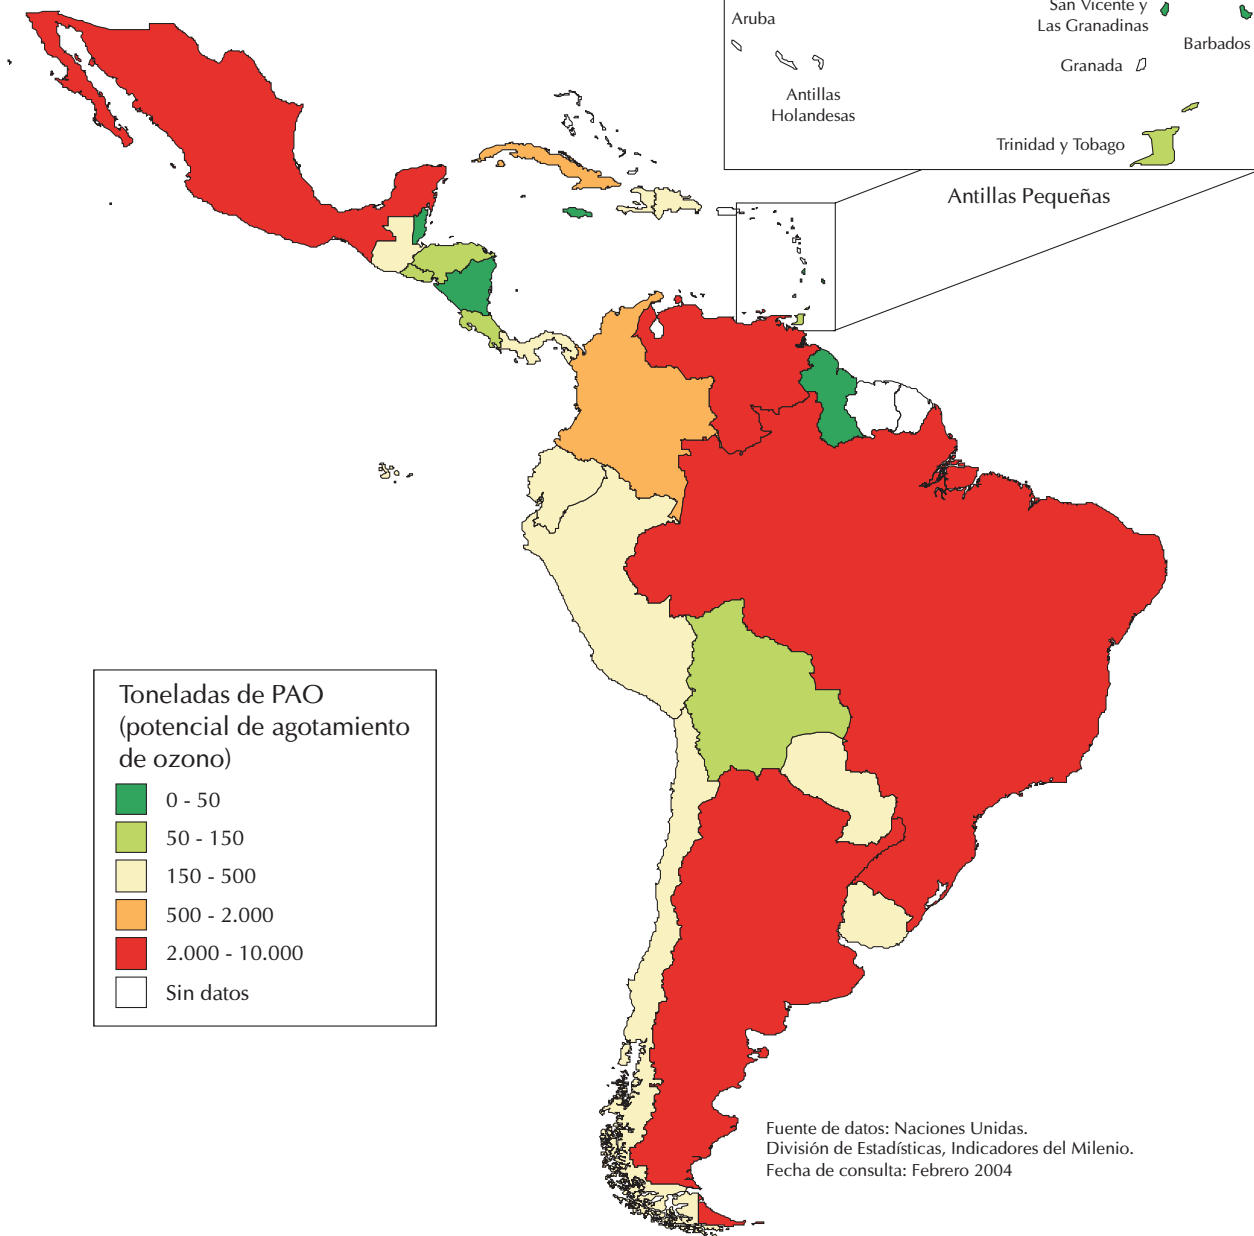 San Vicente y
Las Granadinas
Aruba
Barbados
Granada
Antillas
Holandesas
Trinidad y Tobago
Antillas Pequeñas
Toneladas de PAO
(potencial de agotamiento
de ozono)
0 - 50
50 - 150
150 - 500
500 - 2.000
2.000 - 10.000
Sin datos
Fuente de datos: Naciones Unidas.
División de Estadísticas, Indicadores del Milenio.
Fecha de consulta: Febrero 2004